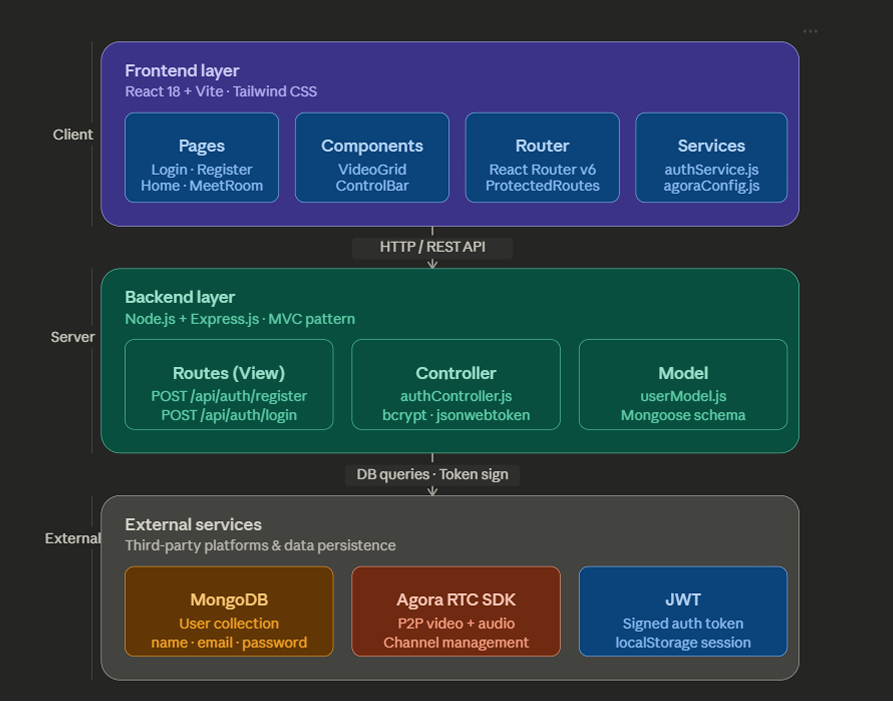 Frontend layer
React 18 + Vite · Tailwind CSS
Client
Pages
Login · Register
Home · MeetRoom
Components
VideoGrid
ControlBar
Router
React Router v6
ProtectedRoutes
Services
authService.js
agoraConfig.js
HTTP / REST API
Backend layer
Node.js + Express.js · MVC pattern
Server
Routes (View)
POST /api/auth/register
POST /api/auth/login
Controller
authController.js
bcrypt · jsonwebtoken
Model
userModel.js
Mongoose schema
DB queries · Token sign
External services
Third-party platforms & data persistence
External
MongoDB
User collection
name · email · password
Agora RTC SDK
P2P video + audio
Channel management
JWT
Signed auth token
localStorage session